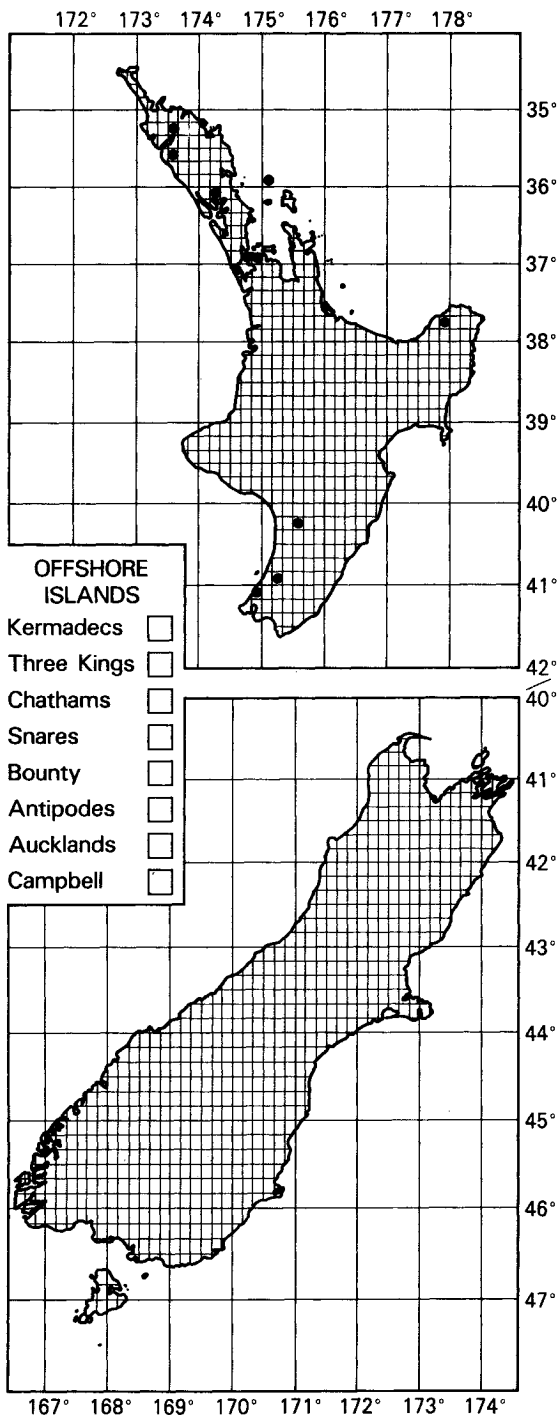 172° 173° 174° 175° 176° 177° 178°
35°
36°
37°
38°
39°
40°
41°
42°
OFFSHORE
ISLANDS
Kermadecs
Three Kings
Chathams
Snares
Bounty
Antipodes
Aucklands
Campbell
40°
41°
42°
43°
44°
45°
46°
47°
167° 168° 169° 170° 171° 172° 173° 174°